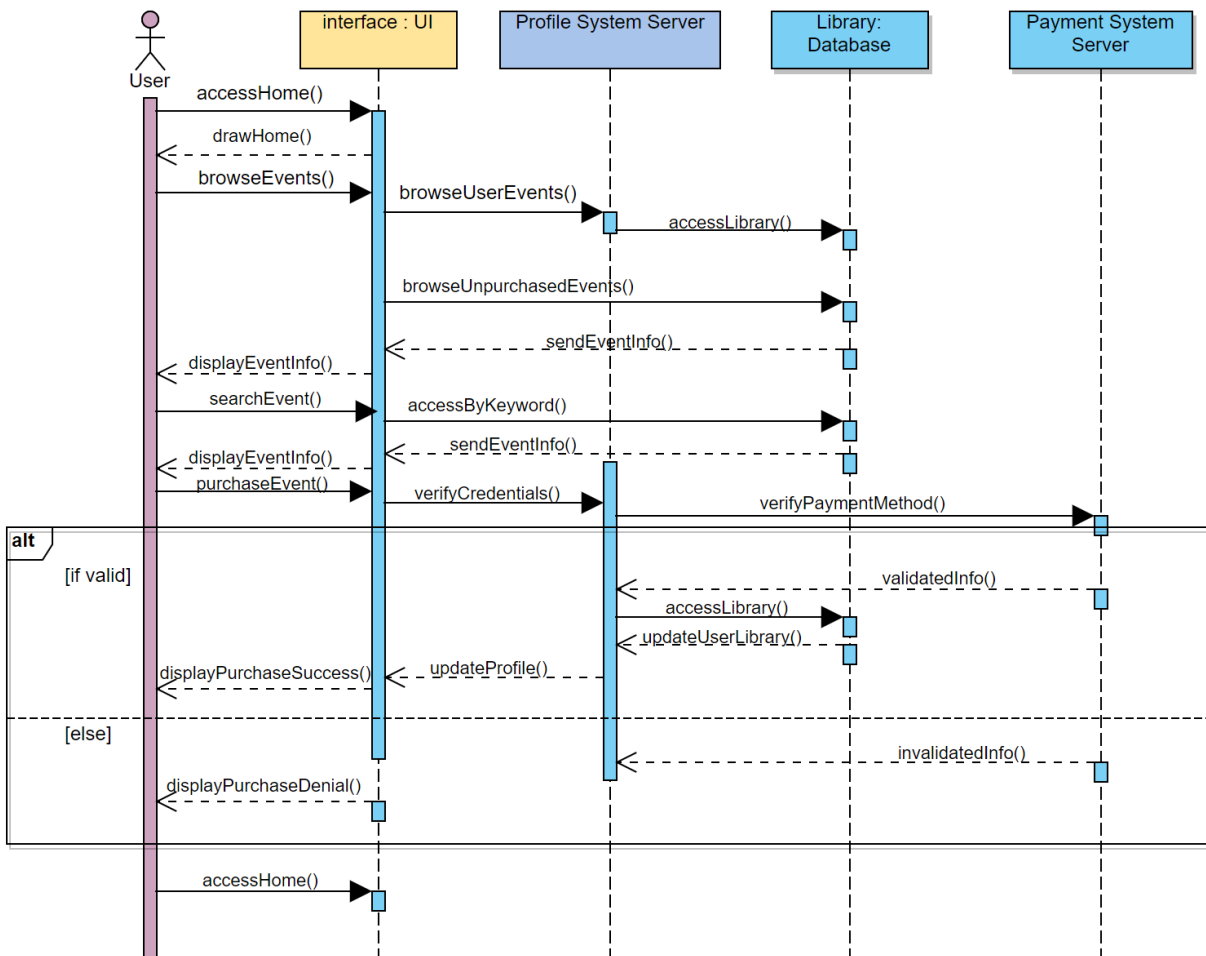 interface : UI
Profile System Server
Library:
Database
Payment System
Server
User
accessHome()
drawHome()
browseEvents()
browseUserEvents()
accessLibrary()
browseUnpurchasedEvents()
sendEventInfo()
displayEventInfo()
searchEvent()
accessByKeyword()
sendEventInfo()
displayEventInfo()
purchaseEvent()
verifyCredentials()
verifyPaymentMethod()
alt
[if valid]
validatedInfo()
accessLibrary()
updateUserLibrary()
updateProfile()
displayPurchaseSuccess()
[else]
invalidatedInfo()
displayPurchaseDenial()
accessHome()